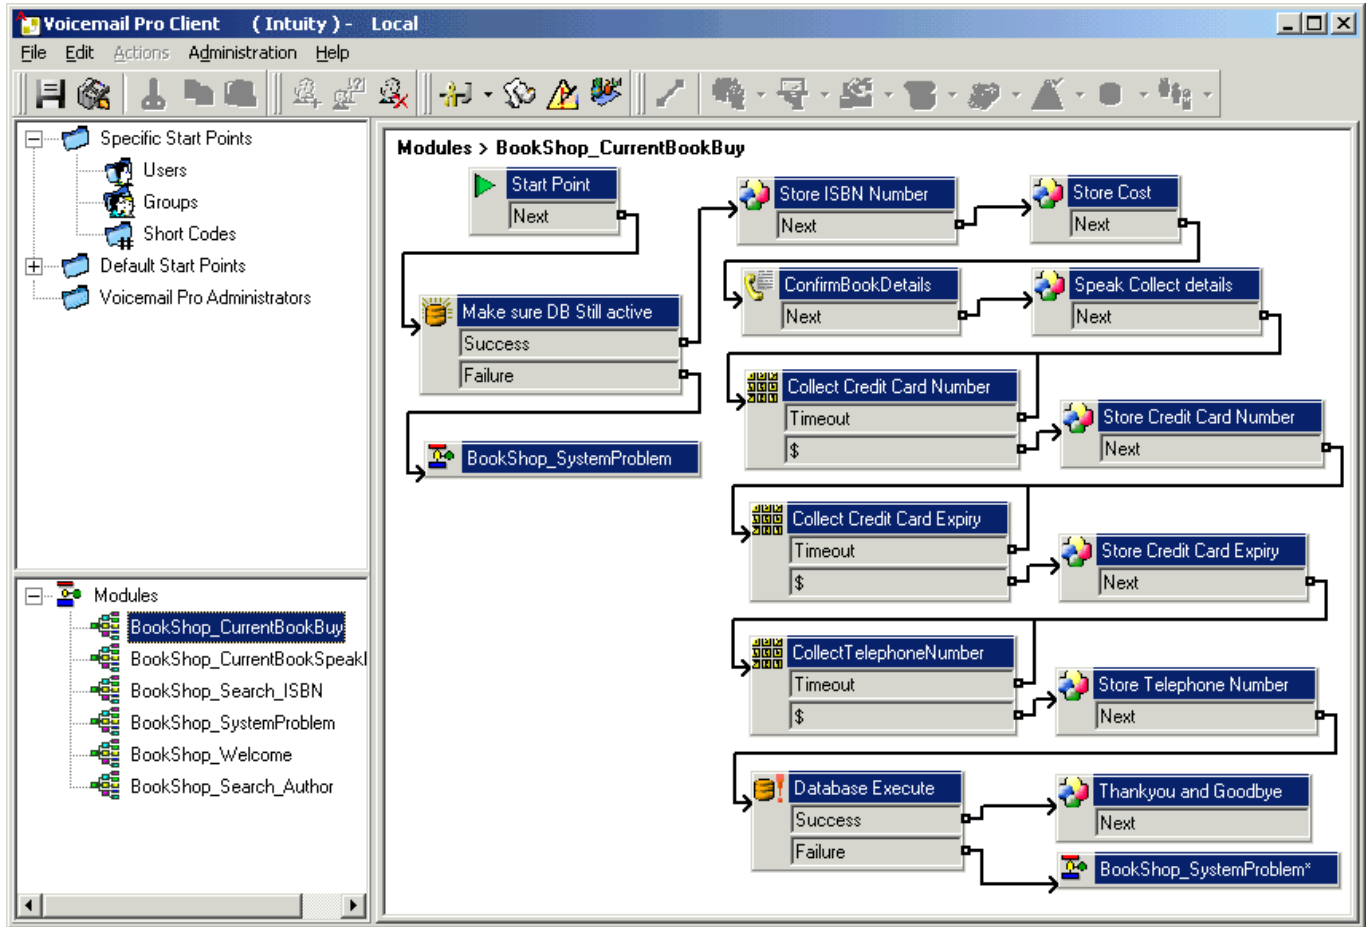 Voicemail Pro Client ( Intuity ) - Local
File Edit Actions Administration Help
Specific Start Points
Users
Groups
Short Codes
Default Start Points
Voicemail Pro Administrators
Modules
BookShop_CurrentBookBuy
BookShop_CurrentBookSpeakI
BookShop_Search_ISBN
BookShop_SystemProblem
BookShop_Welcome
BookShop_Search_Author
Modules > BookShop_CurrentBookBuy
Start Point
Next
Make sure DB Still active
Success
Failure
BookShop_SystemProblem
Store ISBN Number
Next
Store Cost
Next
ConfirmBookDetails
Next
Speak Collect details
Next
Collect Credit Card Number
Timeout
$
Store Credit Card Number
Next
Collect Credit Card Expiry
Timeout
$
Store Credit Card Expiry
Next
CollectTelephoneNumber
Timeout
$
Store Telephone Number
Next
Database Execute
Success
Failure
Thankyou and Goodbye
Next
BookShop_SystemProblem*